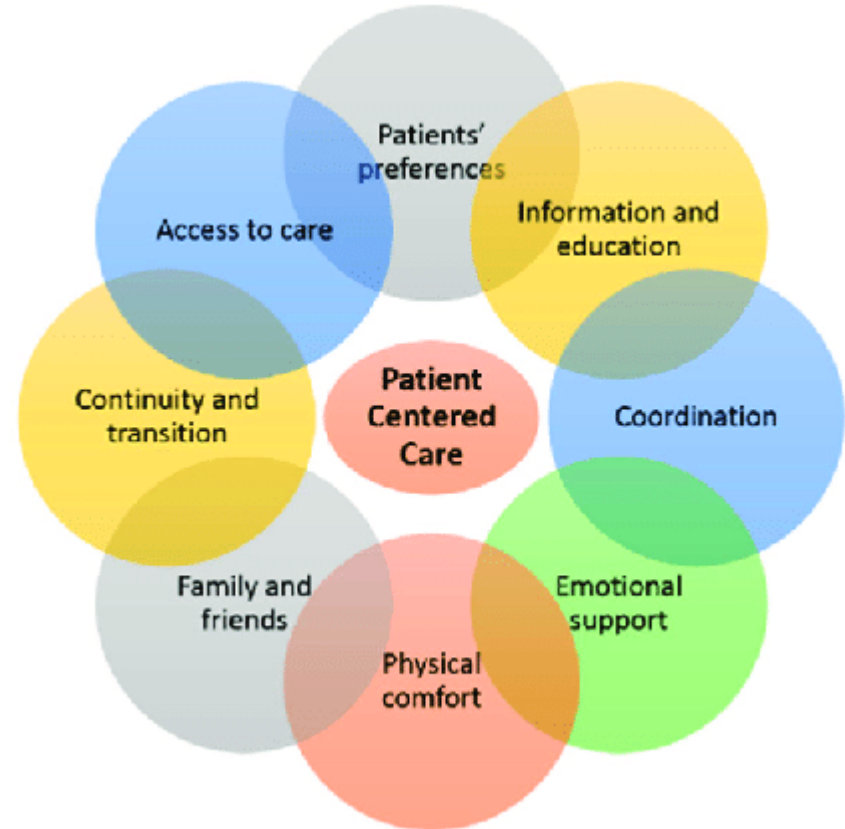 Patients'
preferences
Information and
education
Access to care
Patient
Centered
Care
Continuity and
transition
Coordination
Family and
friends
Emotional
support
Physical
comfort